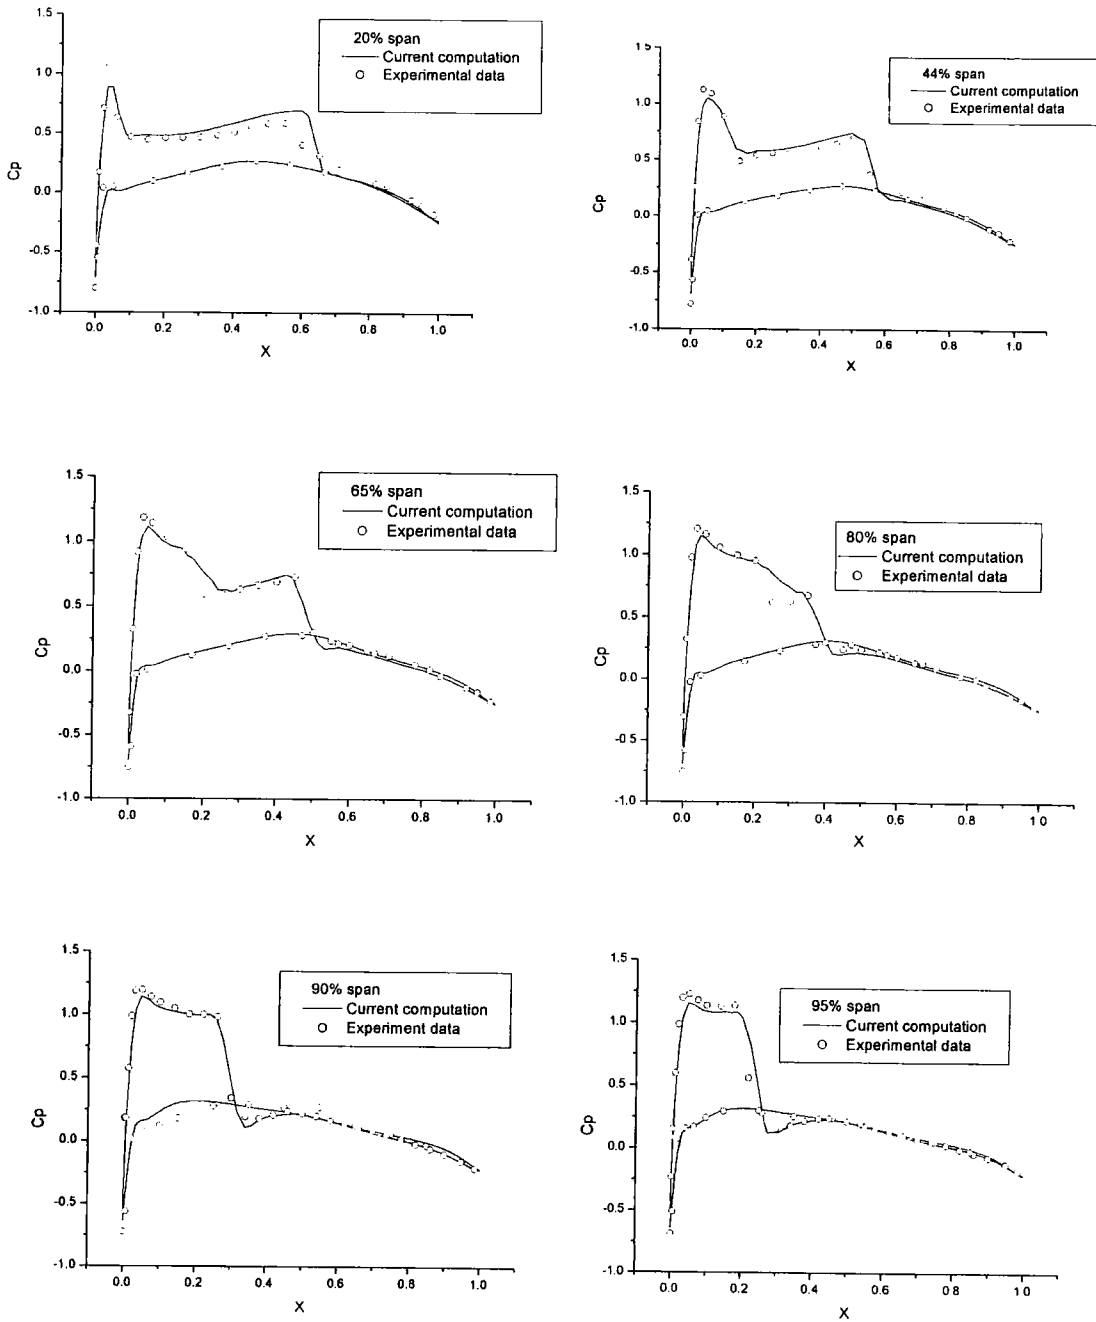 20% span
Current computation
Experimental data
1.5
1.0
0.5
0.0
-0.5
-1.0
Cp
0.0 0.2 0.4 0.6 0.8 1.0
X
44% span
Current computation
Experimental data
1.5
1.0
0.5
0.0
-0.5
-1.0
Cp
0.0 0.2 0.4 0.6 0.8 1.0
X
65% span
Current computation
Experimental data
1.5
1.0
0.5
0.0
-0.5
-1.0
Cp
0.0 0.2 0.4 0.6 0.8 1.0
X
80% span
Current computation
Experimental data
1.5
1.0
0.5
0.0
-0.5
-1.0
Cp
0.0 0.2 0.4 0.6 0.8 1.0
X
90% span
Current computation
Experiment data
1.5
1.0
0.5
0.0
-0.5
-1.0
Cp
0.0 0.2 0.4 0.6 0.8 1.0
X
95% span
Current computation
Experimental data
1.5
1.0
0.5
0.0
-0.5
-1.0
Cp
0.0 0.2 0.4 0.6 0.8 1.0
X